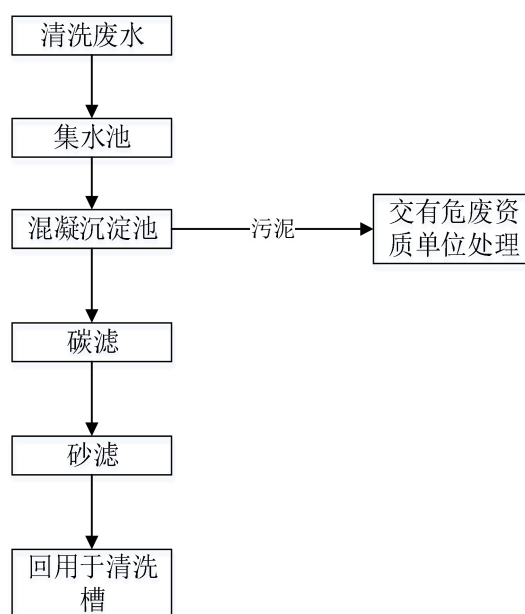 清洗废水
集水池
混凝沉淀池
污泥
交有危废资
质单位处理
碳滤
砂滤
回用于清洗
槽